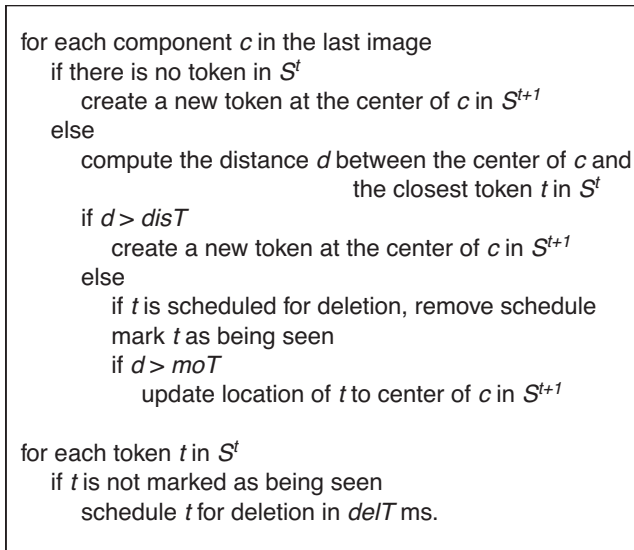 for each component c in the last image
if there is no token in S^t
create a new token at the center of c in S^{t+1}
else
compute the distance d between the center of c and
the closest token t in S^t
if d > disT
create a new token at the center of c in S^{t+1}
else
if t is scheduled for deletion, remove schedule
mark t as being seen
if d > moT
update location of t to center of c in S^{t+1}
for each token t in S^t
if t is not marked as being seen
schedule t for deletion in delT ms.